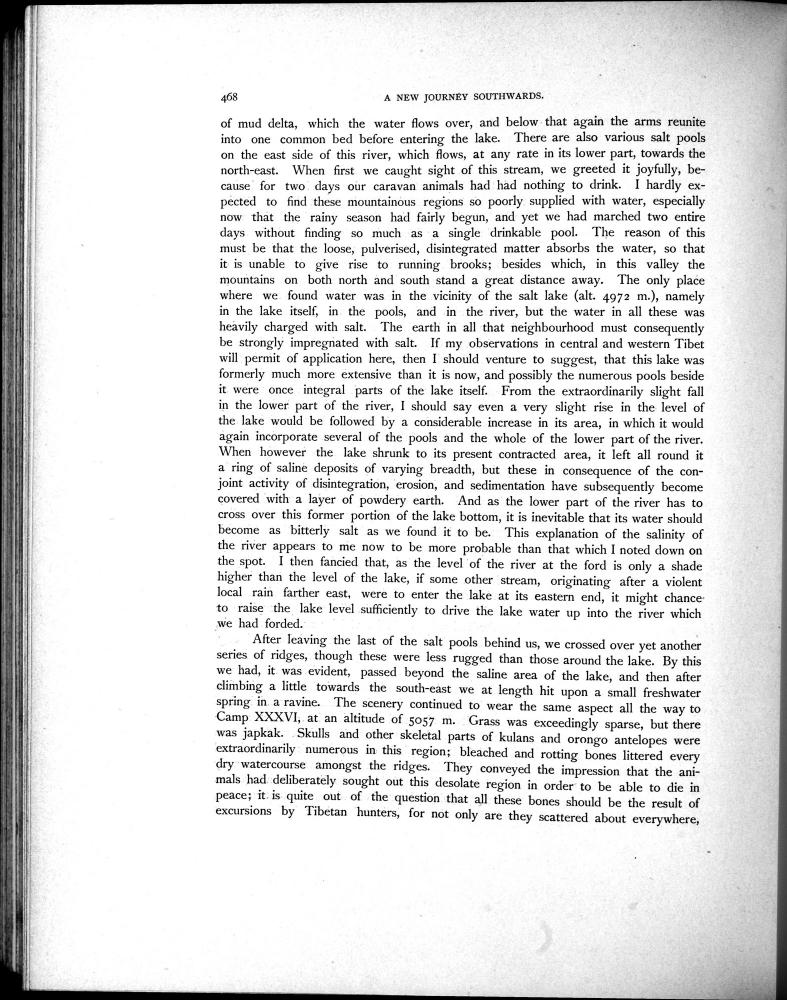 468 A NEW JOURNEY SOUTHWARDS.
of mud delta, which the water flows over, and below that again the arms reunite
into one common bed before entering the lake. There are also various salt pools
on the east side of this river, which flows, at any rate in its lower part, towards the
north-east. When first we caught sight of this stream, we greeted it joyfully, be-
cause for two days our caravan animals had had nothing to drink. I hardly ex-
pected to find these mountainous regions so poorly supplied with water, especially
now that the rainy season had fairly begun, and yet we had marched two entire
days without finding so much as a single drinkable pool. The reason of this
must be that the loose, pulverised, disintegrated matter absorbs the water, so that
it is unable to give rise to running brooks; besides which, in this valley the
mountains on both north and south stand a great distance away. The only place
where we found water was in the vicinity of the salt lake (alt. 4972 m.), namely
in the lake itself, in the pools, and in the river, but the water in all these was
heavily charged with salt. The earth in all that neighbourhood must consequently
be strongly impregnated with salt. If my observations in central and western Tibet
will permit of application here, then I should venture to suggest, that this lake was
formerly much more extensive than it is now, and possibly the numerous pools beside
it were once integral parts of the lake itself. From the extraordinarily slight fall
in the lower part of the river, I should say even a very slight rise in the level of
the lake would be followed by a considerable increase in its area, in which it would
again incorporate several of the pools and the whole of the lower part of the river.
When however the lake shrunk to its present contracted area, it left all round it
a ring of saline deposits of varying breadth, but these in consequence of the con-
joint activity of disintegration, erosion, and sedimentation have subsequently become
covered with a layer of powdery earth. And as the lower part of the river has to
cross over this former portion of the lake bottom, it is inevitable that its water should
become as bitterly salt as we found it to be. This explanation of the salinity of
the river appears to me now to be more probable than that which I noted down on
the spot. I then fancied that, as the level of the river at the ford is only a shade
higher than the level of the lake, if some other stream, originating after a violent
local rain farther east, were to enter the lake at its eastern end, it might chance
to raise the lake level sufficiently to drive the lake water up into the river which
we had forded.
After leaving the last of the salt pools behind us, we crossed over yet another
series of ridges, though these were less rugged than those around the lake. By this
we had, it was evident, passed beyond the saline area of the lake, and then after
climbing a little towards the south-east we at length hit upon a small freshwater
spring in a ravine. The scenery continued to wear the same aspect all the way to
Camp XXXVI, at an altitude of 5057 m. Grass was exceedingly sparse, but there
was japkak. Skulls and other skeletal parts of kulans and orongo antelopes were
extraordinarily numerous in this region; bleached and rotting bones littered every
dry watercourse amongst the ridges. They conveyed the impression that the ani-
mals had deliberately sought out this desolate region in order to be able to die in
peace; it is quite out of the question that all these bones should be the result of
excursions by Tibetan hunters, for not only are they scattered about everywhere,